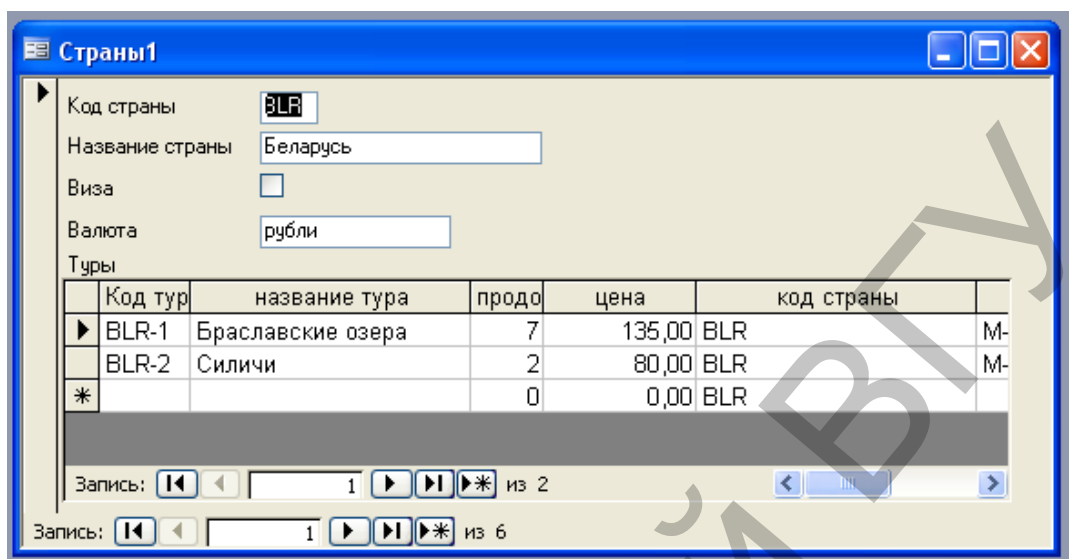 Страны1
Код страны BLR
Название страны Беларусь
Виза
Валюта рубли
Туры
Код тур название тура продо цена код страны
BLR-1 Браславские озера 7 135,00 BLR М-
BLR-2 Силичи 2 80,00 BLR М-
0 0,00 BLR
Запись: 1 из 2
Запись: 1 из 6
Й ВГУ